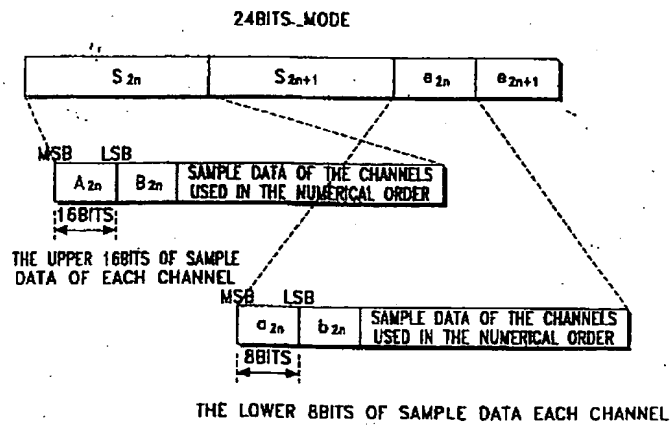 24BITS_MODE
S2n S2n+1 a2n a2n+1
MSB LSB
A2n B2n SAMPLE DATA OF THE CHANNELS
USED IN THE NUMERICAL ORDER
16BITS
THE UPPER 16BITS OF SAMPLE
DATA OF EACH CHANNEL
MSB LSB
a2n b2n SAMPLE DATA OF THE CHANNELS
USED IN THE NUMERICAL ORDER
8BITS
THE LOWER 8BITS OF SAMPLE DATA EACH CHANNEL